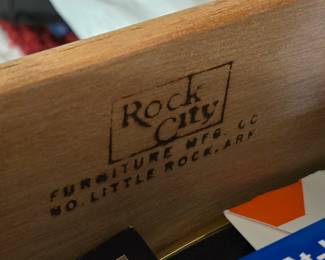 Rock
City
FURNITURE MFG. CO
NO. LITTLE ROCK, ARK